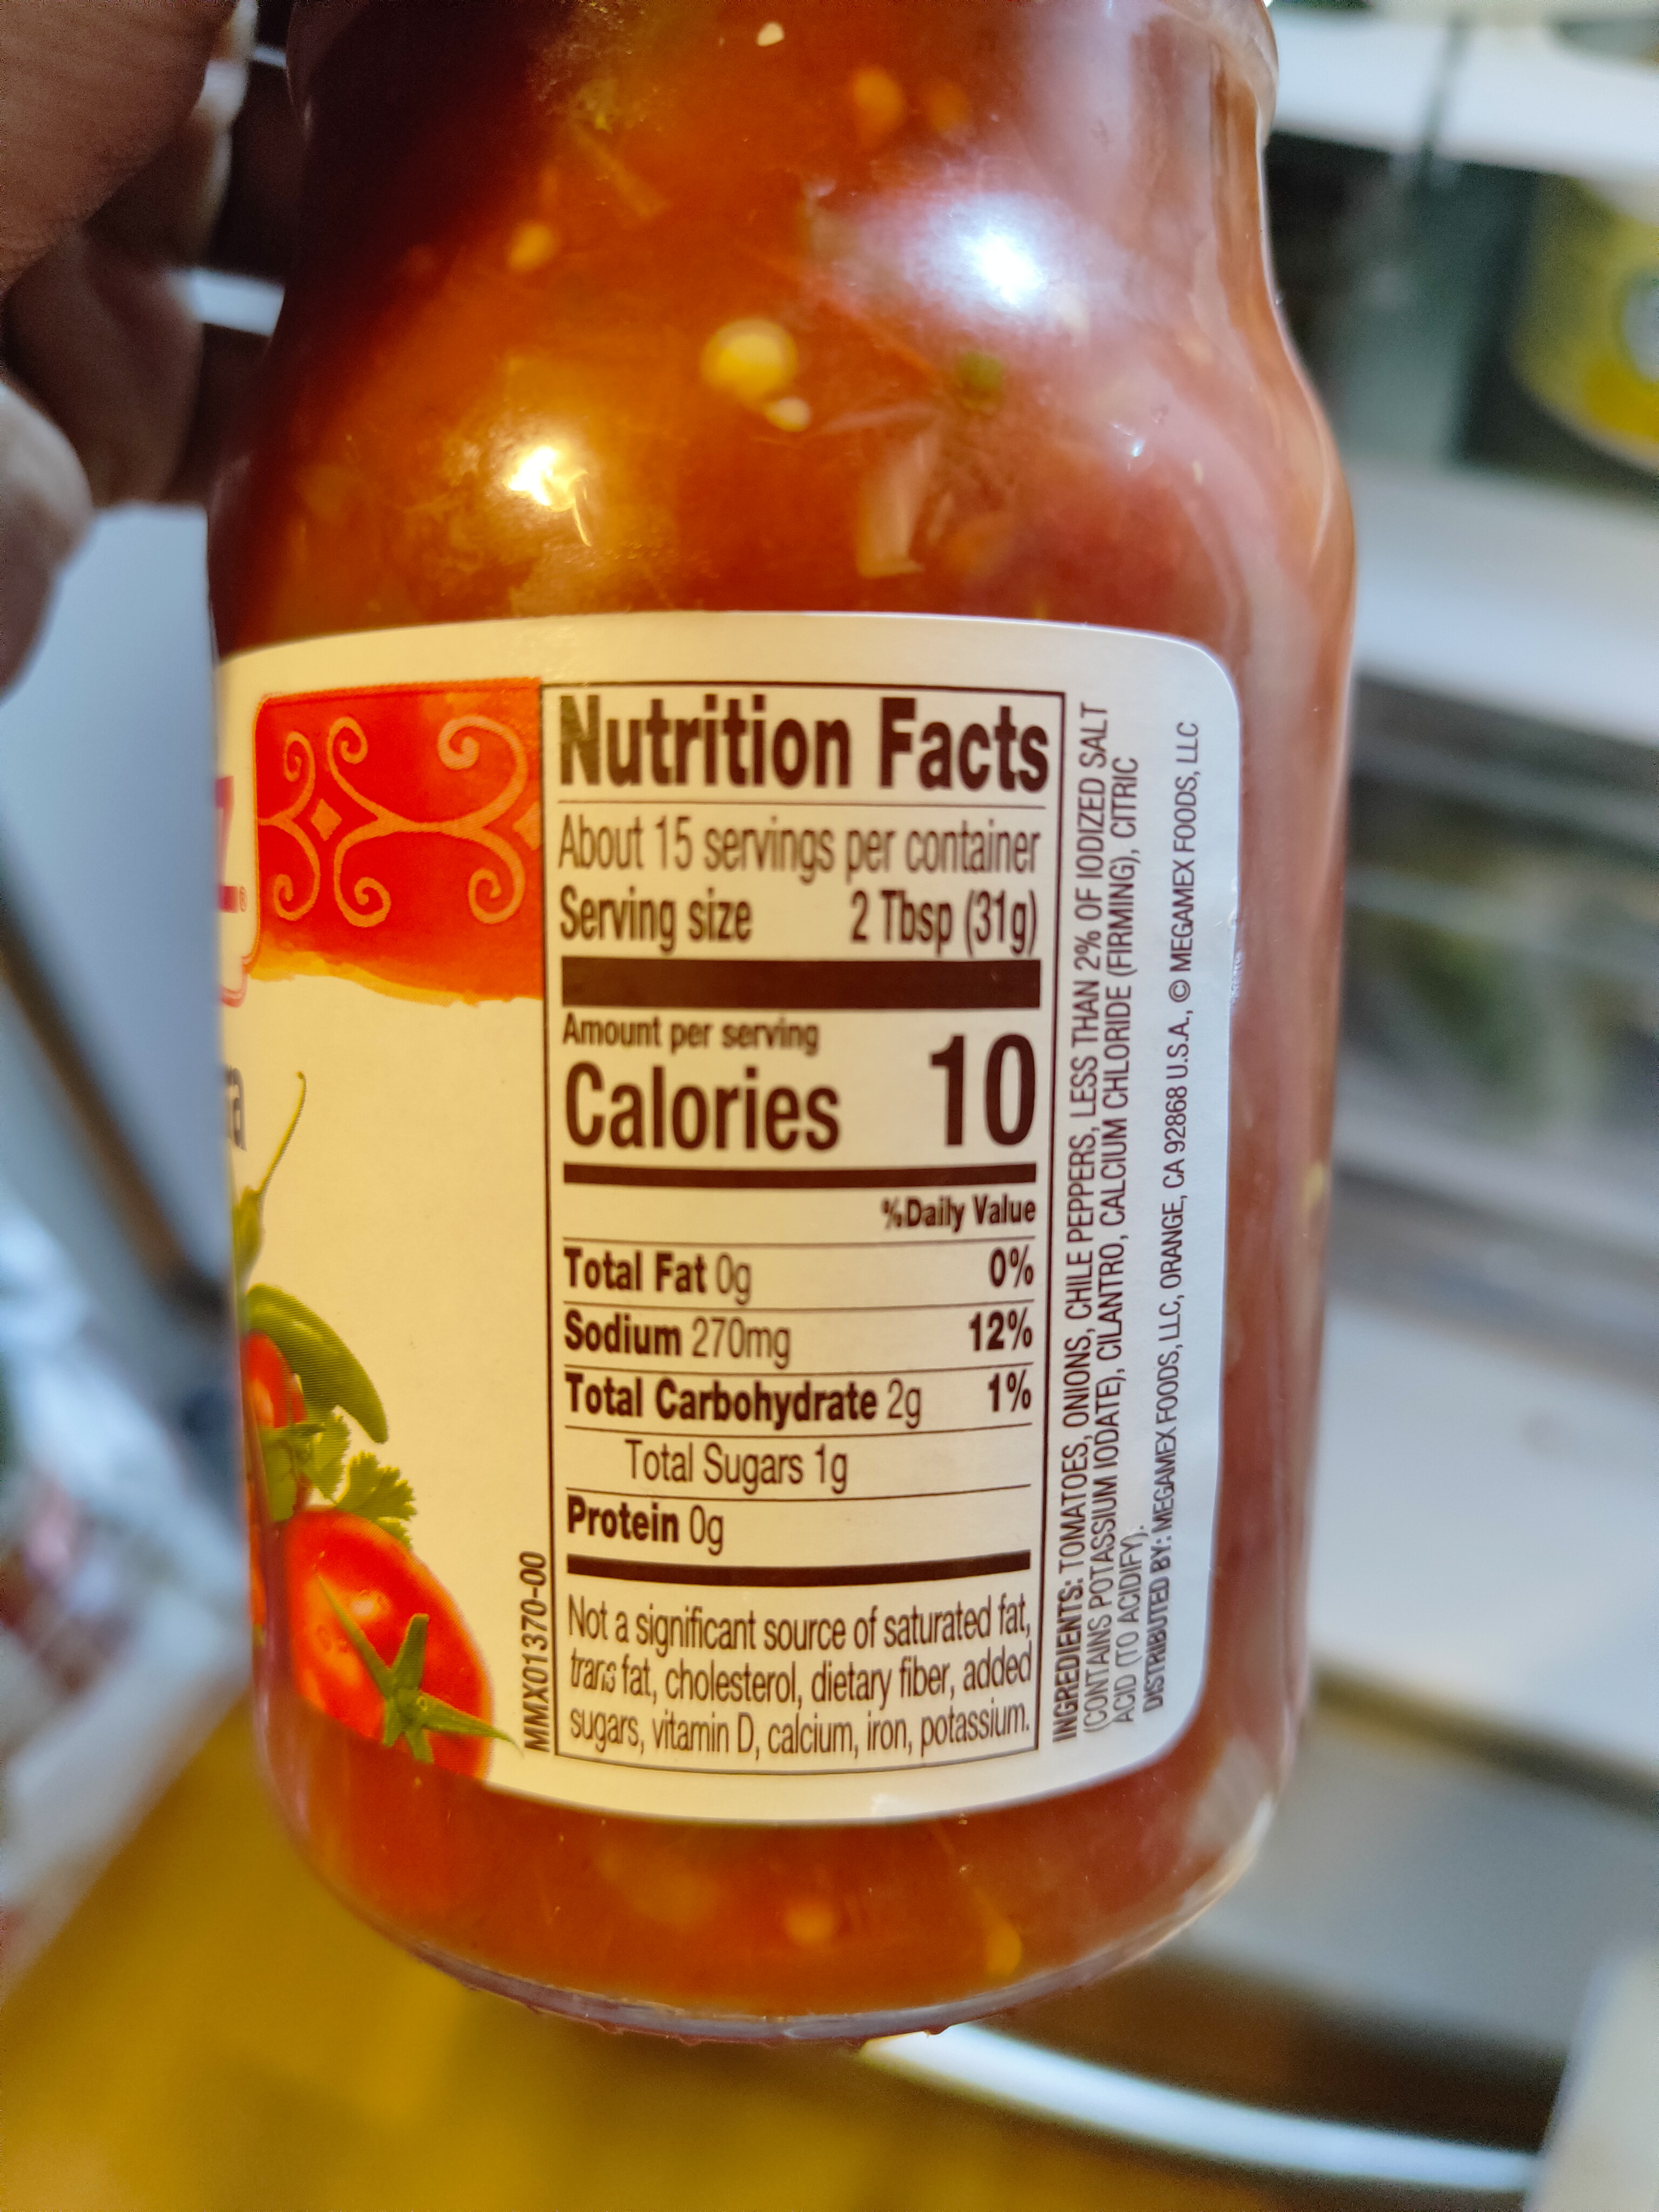 Z®
ra
Nutrition Facts
About 15 servings per container
Serving size 2 Tbsp (31g)
Amount per serving
Calories 10
%Daily Value
Total Fat 0g 0%
Sodium 270mg 12%
Total Carbohydrate 2g 1%
Total Sugars 1g
Protein 0g
Not a significant source of saturated fat,
trans fat, cholesterol, dietary fiber, added
sugars, vitamin D, calcium, iron, potassium.
MMX01370-00
INGREDIENTS: TOMATOES, ONIONS, CHILE PEPPERS, LESS THAN 2% OF IODIZED SALT
(CONTAINS POTASSIUM IODATE), CILANTRO, CALCIUM CHLORIDE (FIRMING), CITRIC
ACID (TO ACIDIFY).
DISTRIBUTED BY: MEGAMEX FOODS, LLC, ORANGE, CA 92868 U.S.A., © MEGAMEX FOODS, LLC